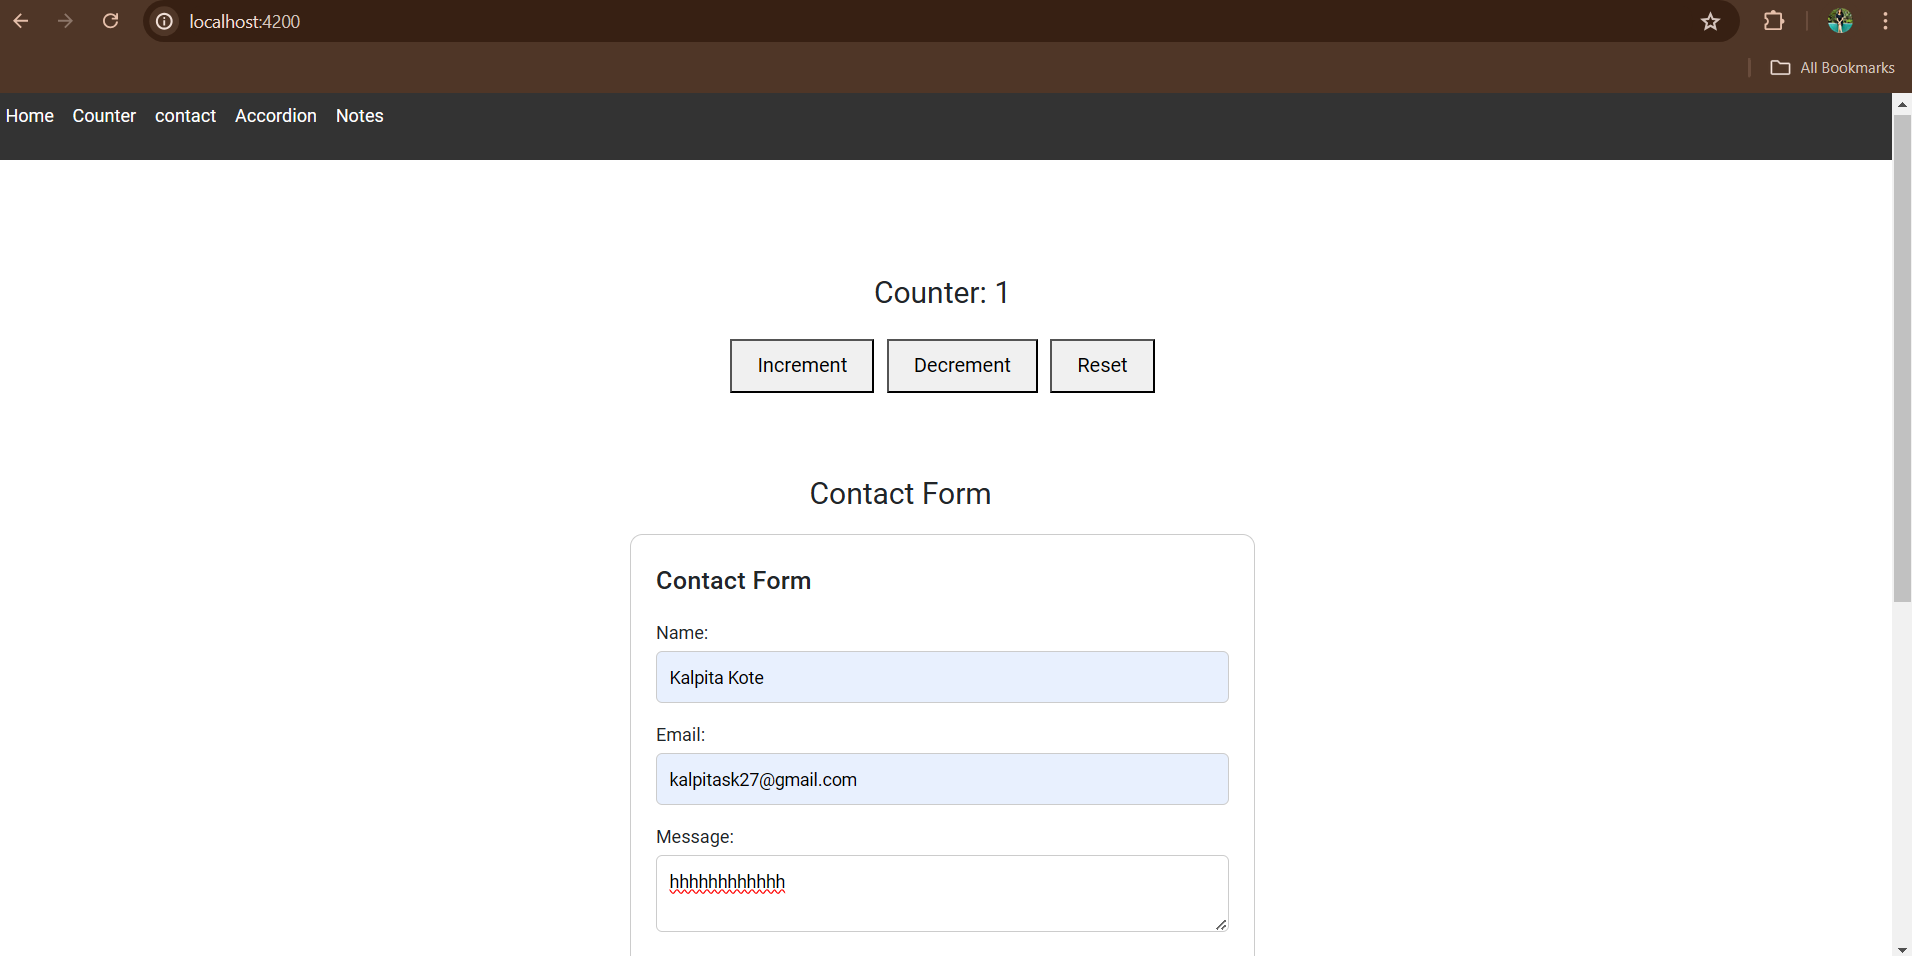 localhost:4200
All Bookmarks
Home Counter contact Accordion Notes
Counter: 1
Increment Decrement Reset
Contact Form
Contact Form
Name:
Kalpita Kote
Email:
kalpitask27@gmail.com
Message:
hhhhhhhhhhhh